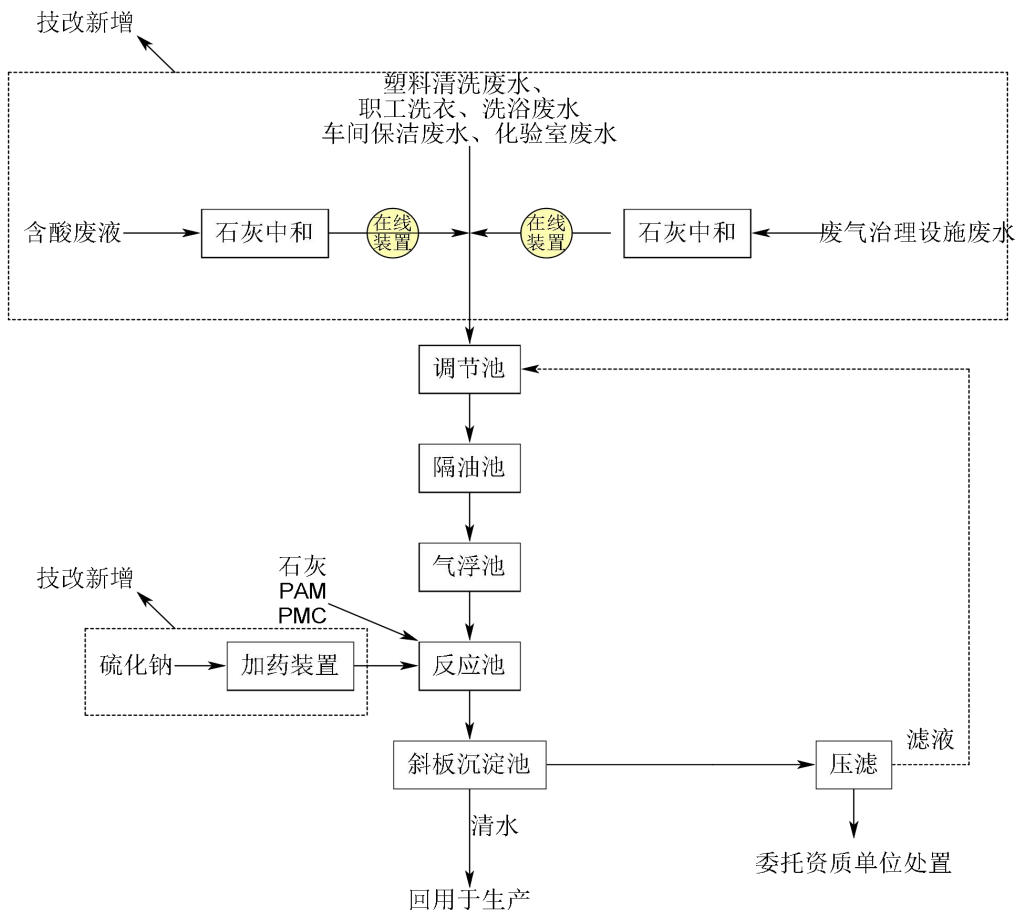 技改新增
塑料清洗废水、
职工洗衣、洗浴废水
车间保洁废水、化验室废水
含酸废液
石灰中和
在线
装置
在线
装置
石灰中和
废气治理设施废水
调节池
隔油池
气浮池
石灰
PAM
PMC
技改新增
硫化钠
加药装置
反应池
斜板沉淀池
压滤
滤液
清水
委托资质单位处置
回用于生产